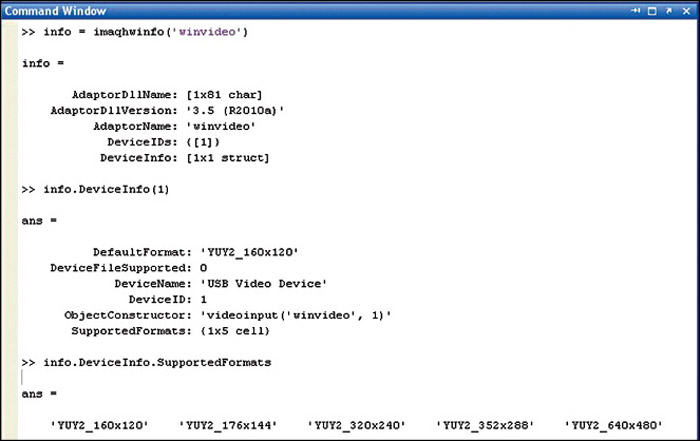 Command Window
>> info = imaqhwinfo('winvideo')
info =
AdaptorDllName: [1x81 char]
AdaptorDllVersion: '3.5 (R2010a)'
AdaptorName: 'winvideo'
DeviceIDs: ([1])
DeviceInfo: [1x1 struct]
>> info.DeviceInfo(1)
ans =
DefaultFormat: 'YUY2_160x120'
DeviceFileSupported: 0
DeviceName: 'USB Video Device'
DeviceID: 1
ObjectConstructor: 'videoinput('winvideo', 1)'
SupportedFormats: (1x5 cell)
>> info.DeviceInfo.SupportedFormats
ans =
'YUY2_160x120' 'YUY2_176x144' 'YUY2_320x240' 'YUY2_352x288' 'YUY2_640x480'